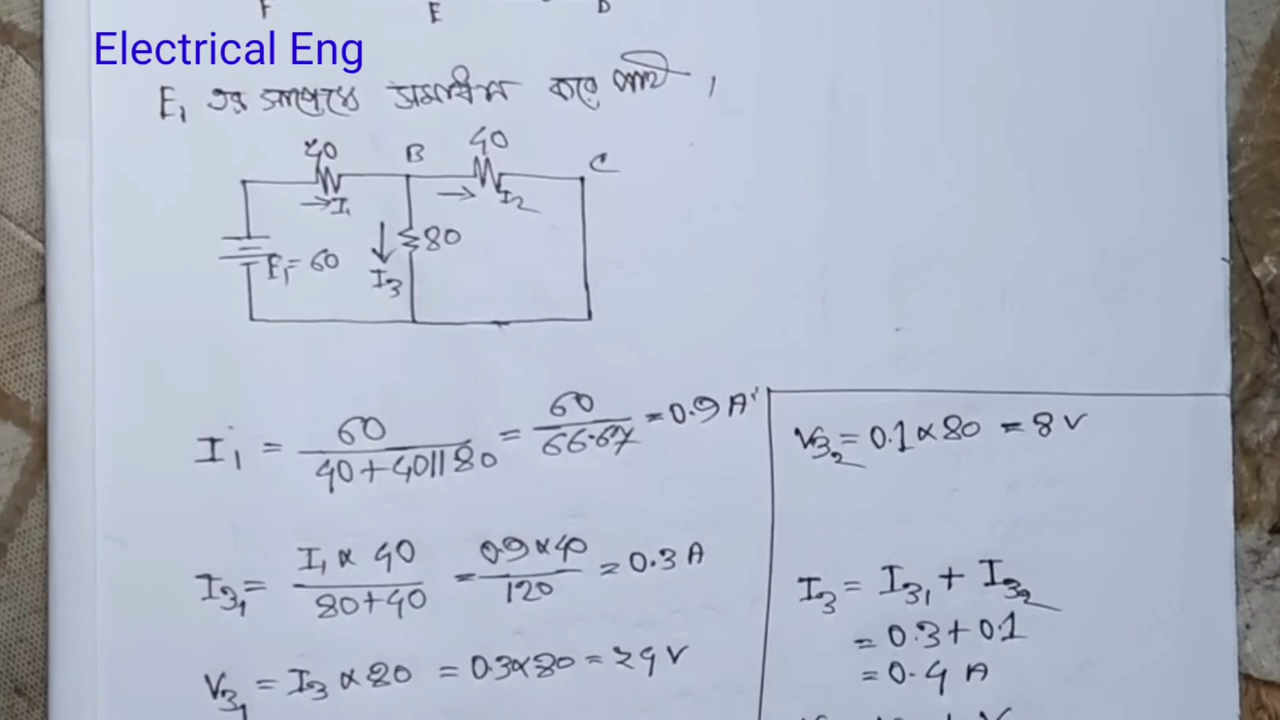 F E D
Electrical Eng
E₁ এর সাপেক্ষে সমাধান করে পাই,
40 B 40 C
→I₁ → I₂
E₁= 60 I₃ 80
I₁ = 60 / (40+40||80) = 60 / 66.67 = 0.9 A
I₃₁ = I₁ × 40 / (80+40) = 0.9×40 / 120 = 0.3 A
V₃₁ = I₃ × 80 = 0.3×80 = 24 V
V₃₂ = 0.1×80 = 8 V
I₃ = I₃₁ + I₃₂
= 0.3+0.1
= 0.4 A